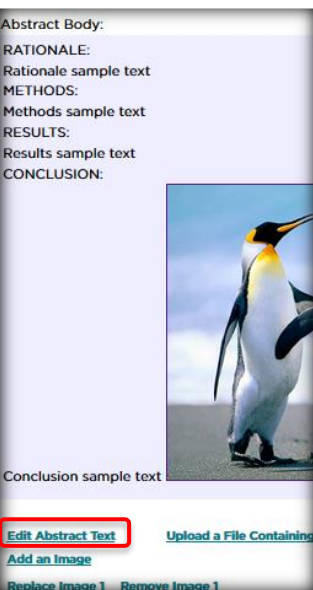 Abstract Body:
RATIONALE:
Rationale sample text
METHODS:
Methods sample text
RESULTS:
Results sample text
CONCLUSION:
Conclusion sample text
Edit Abstract Text Upload a File Containing
Add an Image
Replace Image 1 Remove Image 1